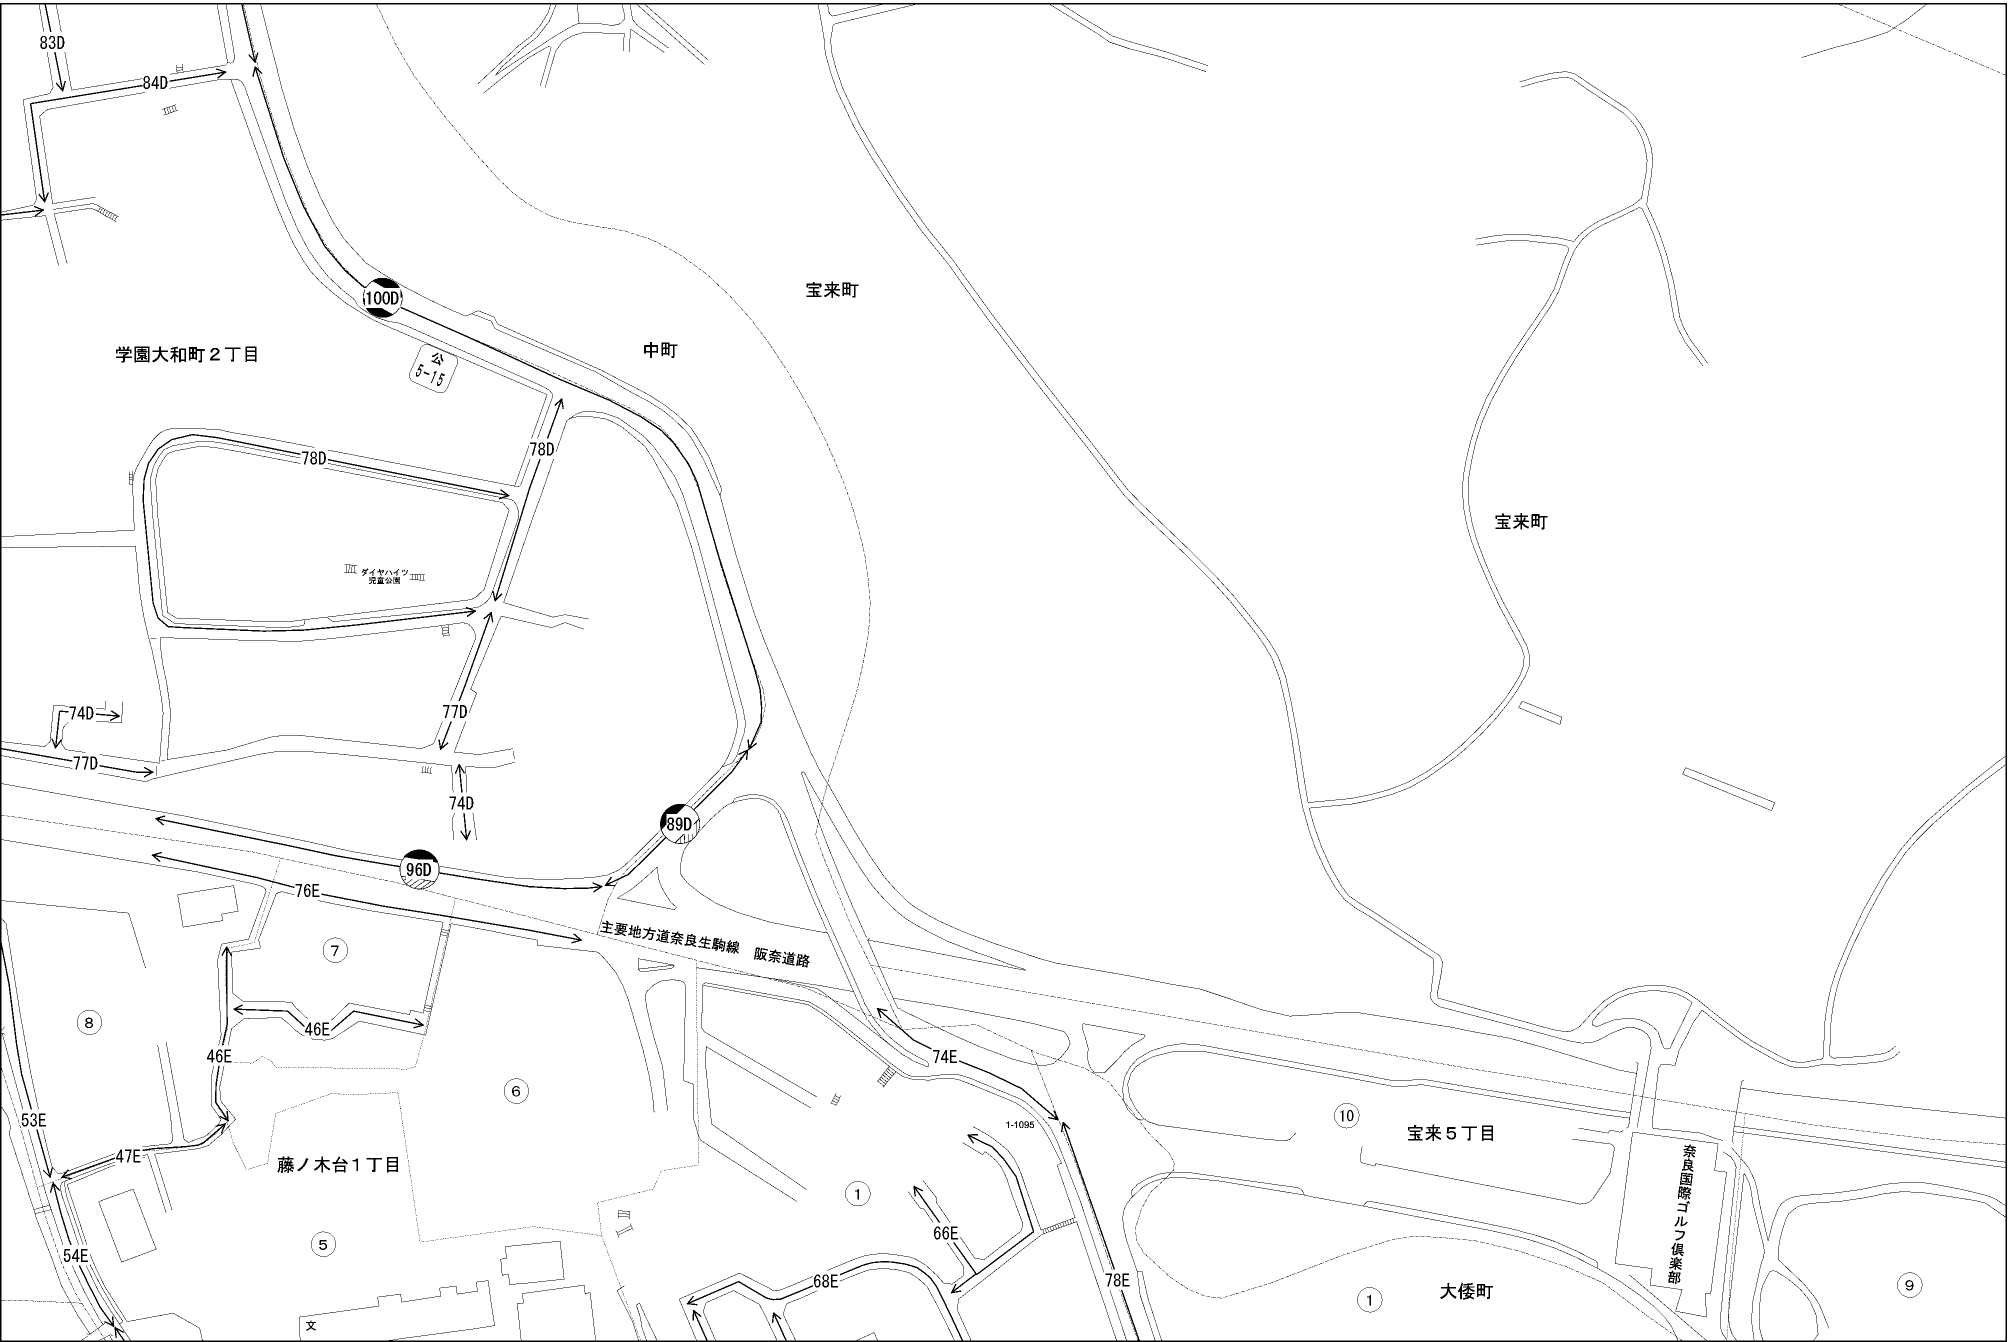 83D
84D
100D
宝来町
学園大和町２丁目
中町
公
5-15
78D
78D
宝来町
ダイヤハイツ
児童公園
74D
77D
77D
74D
89D
96D
76E
主要地方道奈良生駒線　阪奈道路
⑦
⑧
46E
46E
74E
⑥
53E
⑩
1-1095
宝来５丁目
47E
藤ノ木台１丁目
奈良国際ゴルフ倶楽部
①
66E
⑤
54E
68E
78E
大倭町
①
⑨
文